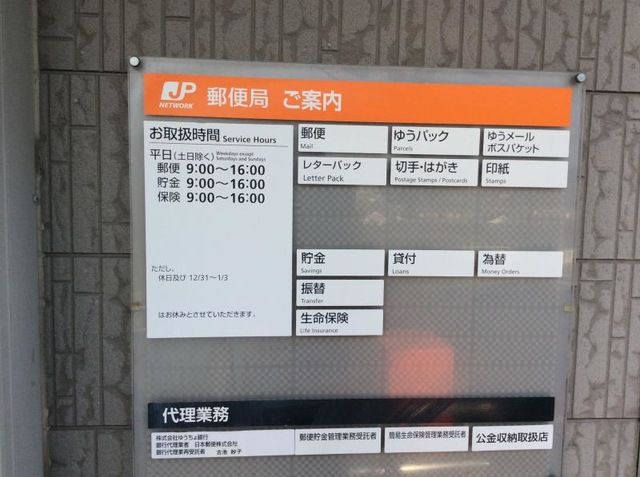 JP
NETWORK
郵便局 ご案内
お取扱時間 Service Hours
平日(土日除く) Weekdays except Saturdays and Sundays
郵便 9:00～16:00
貯金 9:00～16:00
保険 9:00～16:00
ただし、
休日及び 12/31～1/3
はお休みとさせていただきます。
郵便
Mail
ゆうパック
Parcels
ゆうメール
ポスパケット
レターパック
Letter Pack
切手・はがき
Postage Stamps / Postcards
印紙
Stamps
貯金
Savings
貸付
Loans
為替
Money Orders
振替
Transfer
生命保険
Life Insurance
代理業務
株式会社ゆうちょ銀行
銀行代理業者 日本郵便株式会社
銀行代理業再受託者 古池 紗子
郵便貯金管理業務受託者
簡易生命保険管理業務受託者
公金収納取扱店